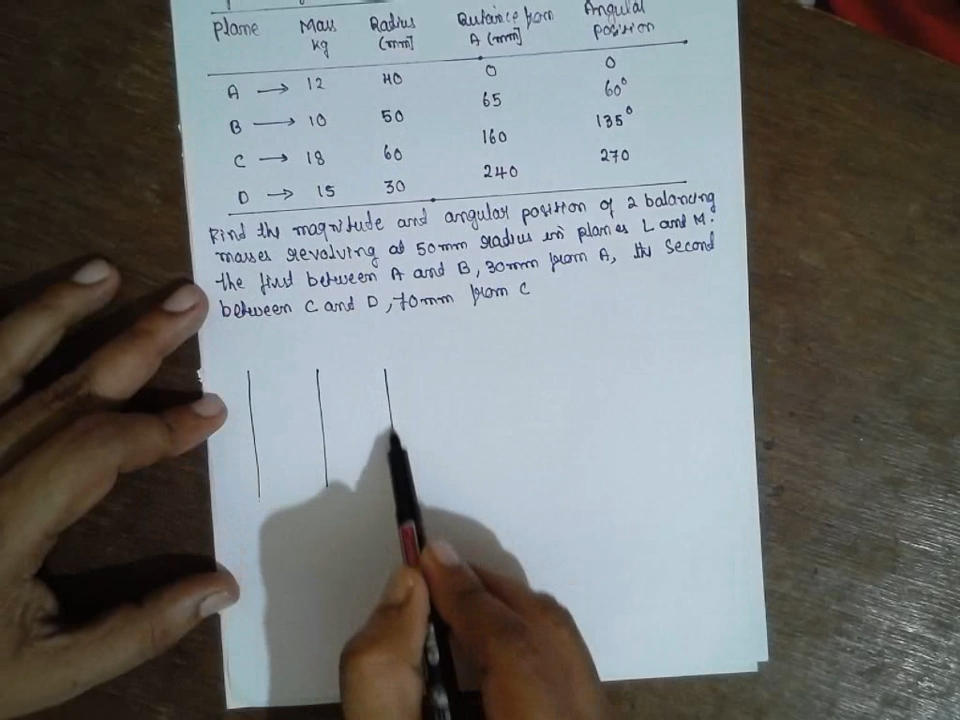 Plane Mass Radius Distance from Angular
kg (mm) A (mm) position
A → 12 40 0 0
B → 10 50 65 60°
C → 18 60 160 135°
D → 15 30 240 270
Find the magnitude and angular position of 2 balancing
masses revolving at 50mm radius in planes L and M.
the first between A and B, 30mm from A, the second
between C and D, 70mm from C